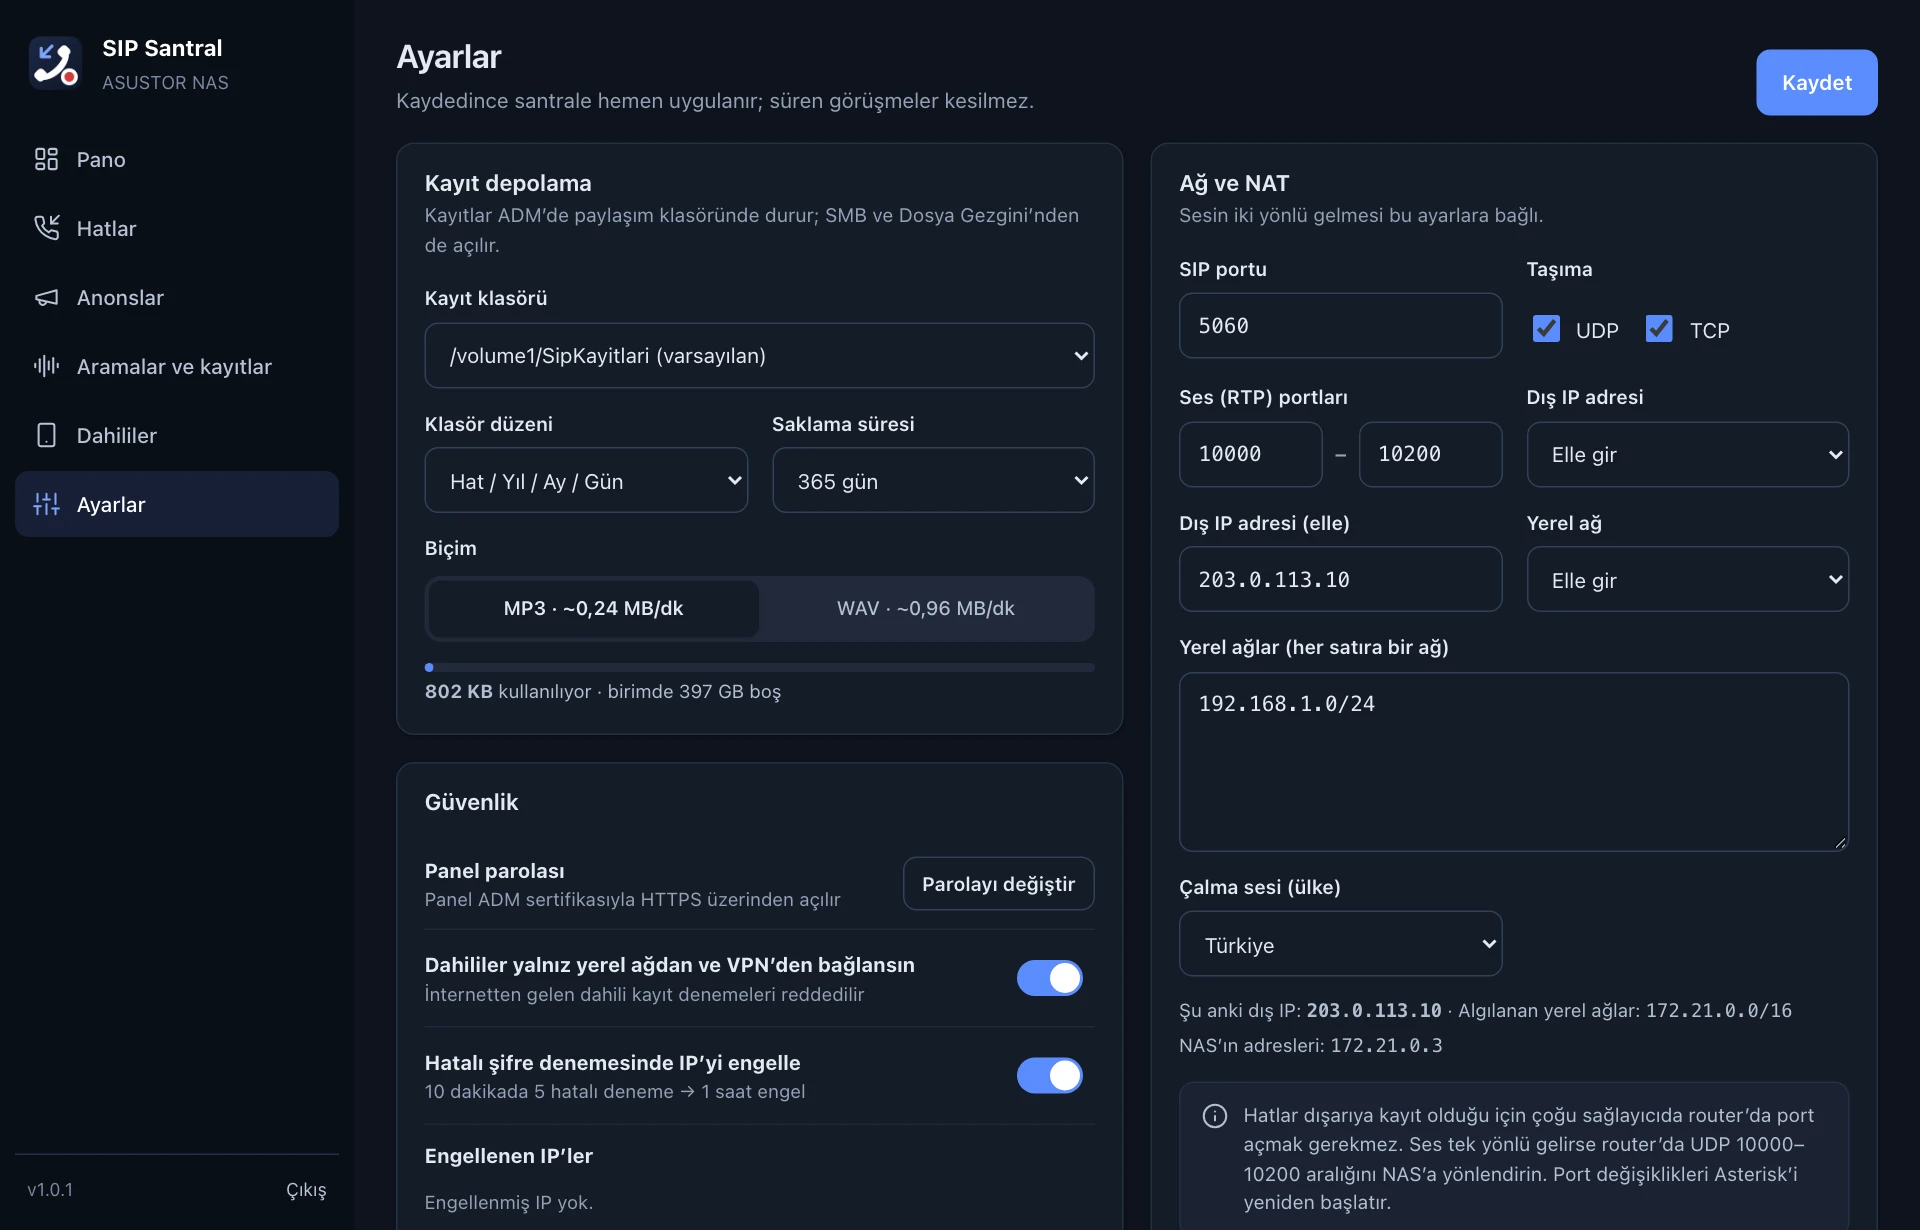 SIP Santral
ASUSTOR NAS
Pano
Hatlar
Anonslar
Aramalar ve kayıtlar
Dahililer
Ayarlar
v1.0.1
Çıkış
Ayarlar
Kaydedince santrale hemen uygulanır; süren görüşmeler kesilmez.
Kaydet
Kayıt depolama
Kayıtlar ADM’de paylaşım klasöründe durur; SMB ve Dosya Gezgini’nden
de açılır.
Kayıt klasörü
/volume1/SipKayitlari (varsayılan)
Klasör düzeni
Saklama süresi
Hat / Yıl / Ay / Gün
365 gün
Biçim
MP3 · ~0,24 MB/dk
WAV · ~0,96 MB/dk
802 KB kullanılıyor · birimde 397 GB boş
Güvenlik
Panel parolası
Panel ADM sertifikasıyla HTTPS üzerinden açılır
Parolayı değiştir
Dahililer yalnız yerel ağdan ve VPN’den bağlansın
İnternetten gelen dahili kayıt denemeleri reddedilir
Hatalı şifre denemesinde IP’yi engelle
10 dakikada 5 hatalı deneme → 1 saat engel
Engellenen IP’ler
Engellenmiş IP yok.
Ağ ve NAT
Sesin iki yönlü gelmesi bu ayarlara bağlı.
SIP portu
Taşıma
5060
UDP
TCP
Ses (RTP) portları
Dış IP adresi
10000 – 10200
Elle gir
Dış IP adresi (elle)
Yerel ağ
203.0.113.10
Elle gir
Yerel ağlar (her satıra bir ağ)
192.168.1.0/24
Çalma sesi (ülke)
Türkiye
Şu anki dış IP: 203.0.113.10 · Algılanan yerel ağlar: 172.21.0.0/16
NAS’ın adresleri: 172.21.0.3
Hatlar dışarıya kayıt olduğu için çoğu sağlayıcıda router’da port
açmak gerekmez. Ses tek yönlü gelirse router’da UDP 10000–
10200 aralığını NAS’a yönlendirin. Port değişiklikleri Asterisk’i
yeniden başlatır.